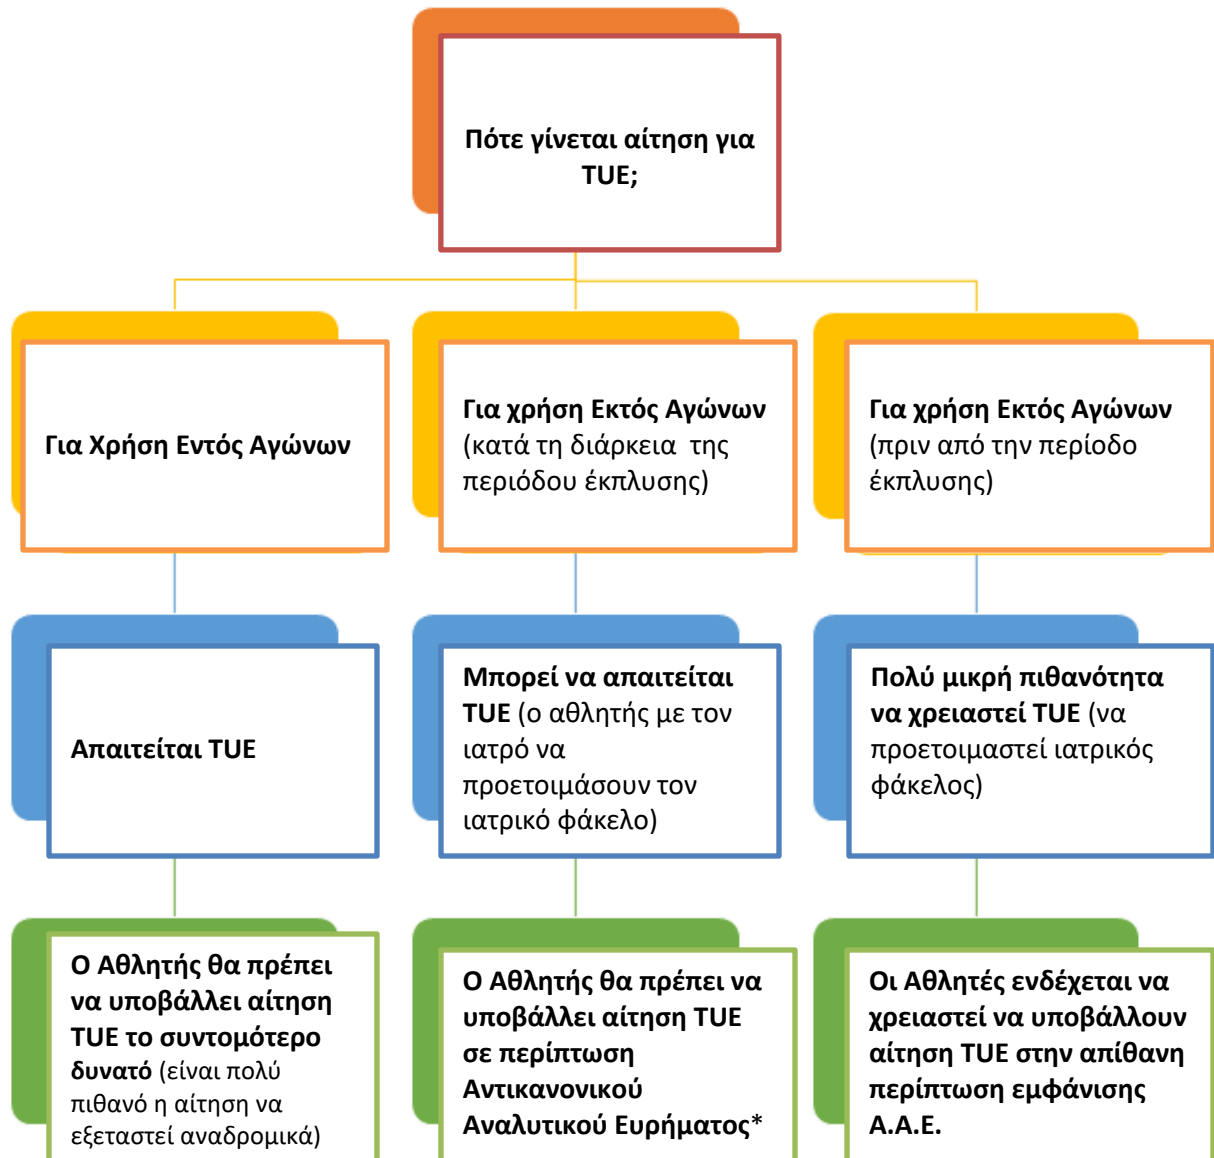 Πότε γίνεται αίτηση για
TUE;
Για Χρήση Εντός Αγώνων
Για χρήση Εκτός Αγώνων
(κατά τη διάρκεια της
περιόδου έκπλυσης)
Για χρήση Εκτός Αγώνων
(πριν από την περίοδο
έκπλυσης)
Απαιτείται TUE
Μπορεί να απαιτείται
TUE (ο αθλητής με τον
ιατρό να
προετοιμάσουν τον
ιατρικό φάκελο)
Πολύ μικρή πιθανότητα
να χρειαστεί TUE (να
προετοιμαστεί ιατρικός
φάκελος)
Ο Αθλητής θα πρέπει
να υποβάλλει αίτηση
TUE το συντομότερο
δυνατό (είναι πολύ
πιθανό η αίτηση να
εξεταστεί αναδρομικά)
Ο Αθλητής θα πρέπει να
υποβάλλει αίτηση TUE
σε περίπτωση
Αντικανονικού
Αναλυτικού Ευρήματος*
Οι Αθλητές ενδέχεται να
χρειαστεί να υποβάλλουν
αίτηση TUE στην απίθανη
περίπτωση εμφάνισης
Α.Α.Ε.